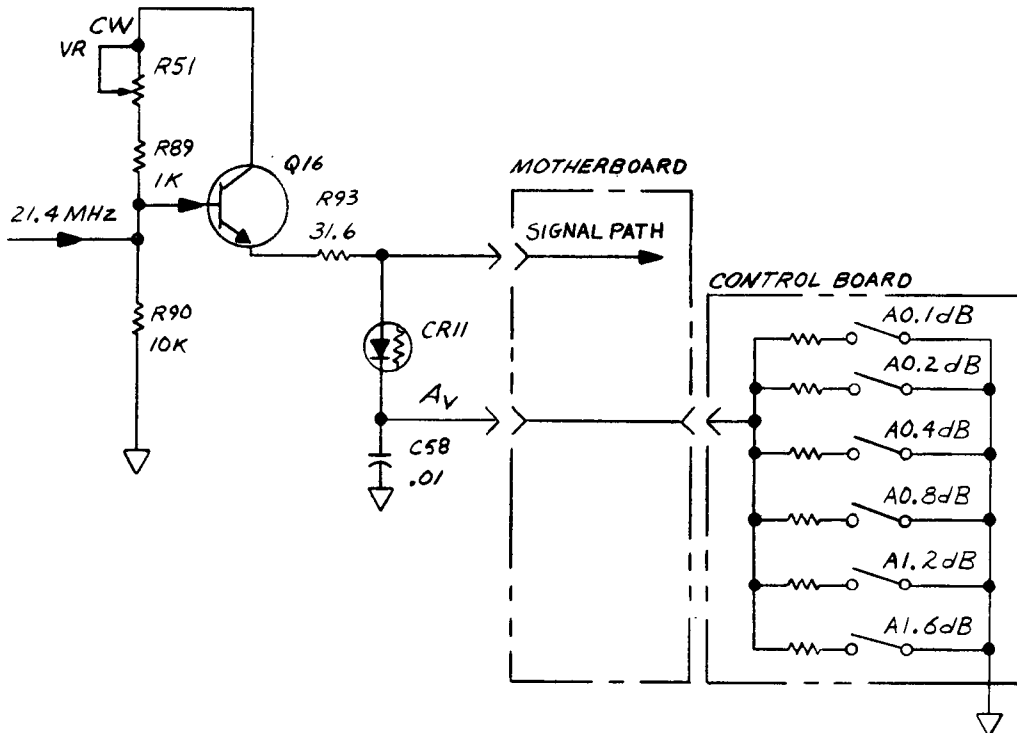 CW
VR
R51
R89
1K
Q16
21.4 MHz
R93
31.6
R90
10K
CR11
Av
C58
.01
MOTHERBOARD
SIGNAL PATH
CONTROL BOARD
A0.1dB
A0.2dB
A0.4dB
A0.8dB
A1.2dB
A1.6dB